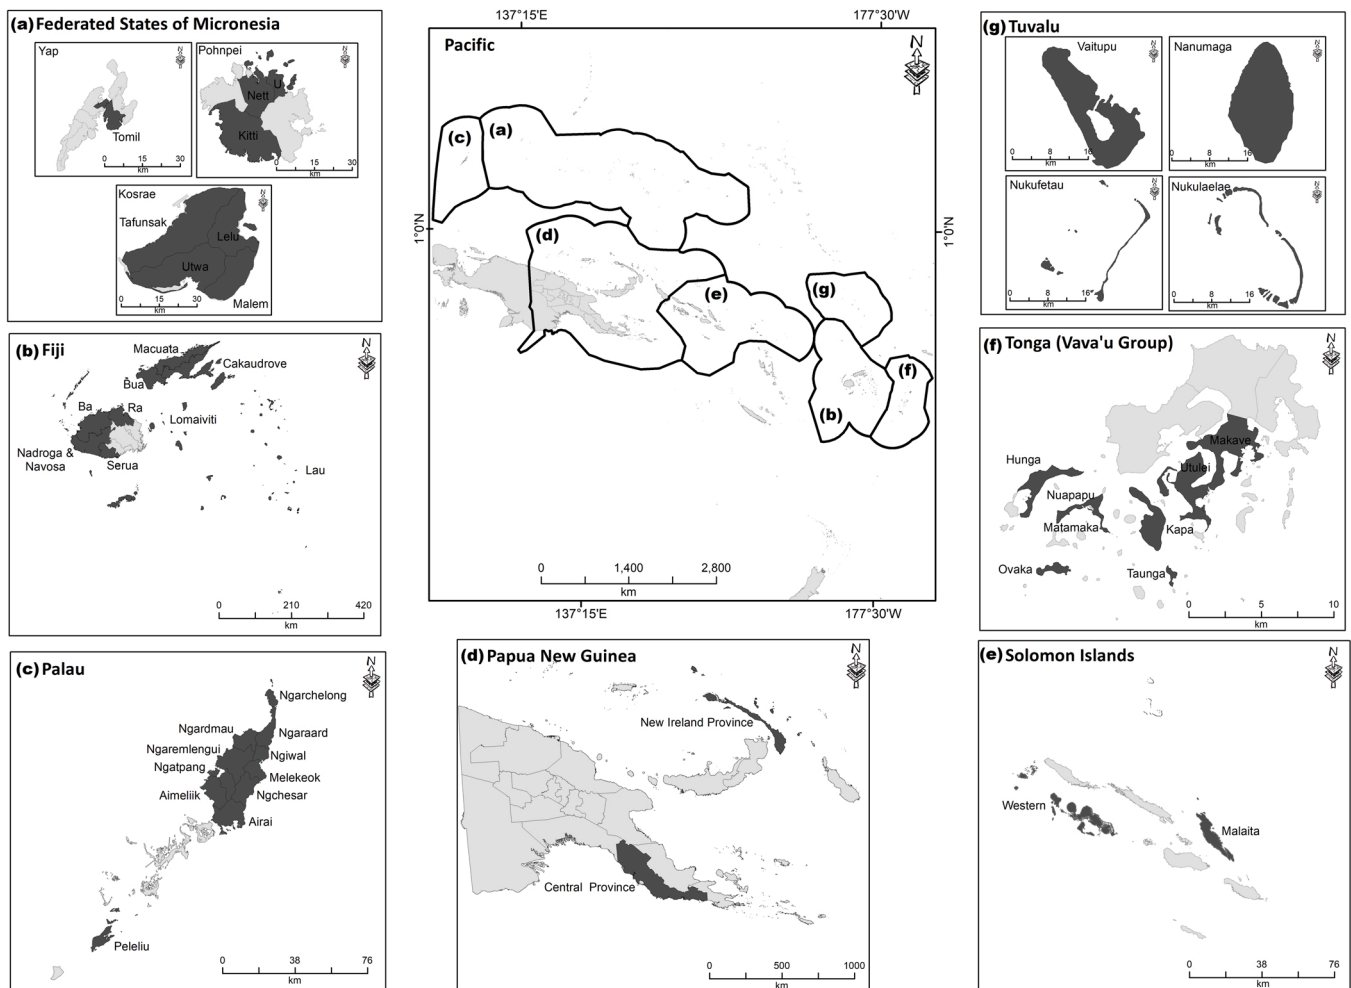 (a) Federated States of Micronesia
Yap
N
Tomil
0 15 30
km
Pohnpei
N
U
Nett
Kitti
0 15 30
km
Kosrae
N
Tafunsak
Lelu
Utwa
Malem
0 15 30
km
(b) Fiji
N
Macuata
Cakaudrove
Bua
Ba
Ra
Lomaiviti
Nadroga &
Navosa
Serua
Lau
0 210 420
km
(c) Palau
N
Ngarchelong
Ngardmau
Ngaraard
Ngaremlengui
Ngiwal
Ngatpang
Melekeok
Aimeliik
Ngchesar
Airai
Peleliu
0 38 76
km
137°15'E 177°30'W
Pacific
N
(c)
(a)
1°0'N
1°0'N
(d)
(e)
(g)
(f)
(b)
0 1,400 2,800
km
137°15'E 177°30'W
(d) Papua New Guinea
N
New Ireland Province
Central Province
0 500 1000
km
(g) Tuvalu
Vaitupu
N
0 8 16
km
Nanumaga
N
0 8 16
km
Nukufetau
N
0 8 16
km
Nukulaelae
N
0 8 16
km
(f) Tonga (Vava'u Group)
N
Makave
Hunga
Utulei
Nuapapu
Matamaka
Kapa
Ovaka
Taunga
0 5 10
km
(e) Solomon Islands
N
Western
Malaita
0 38 76
km